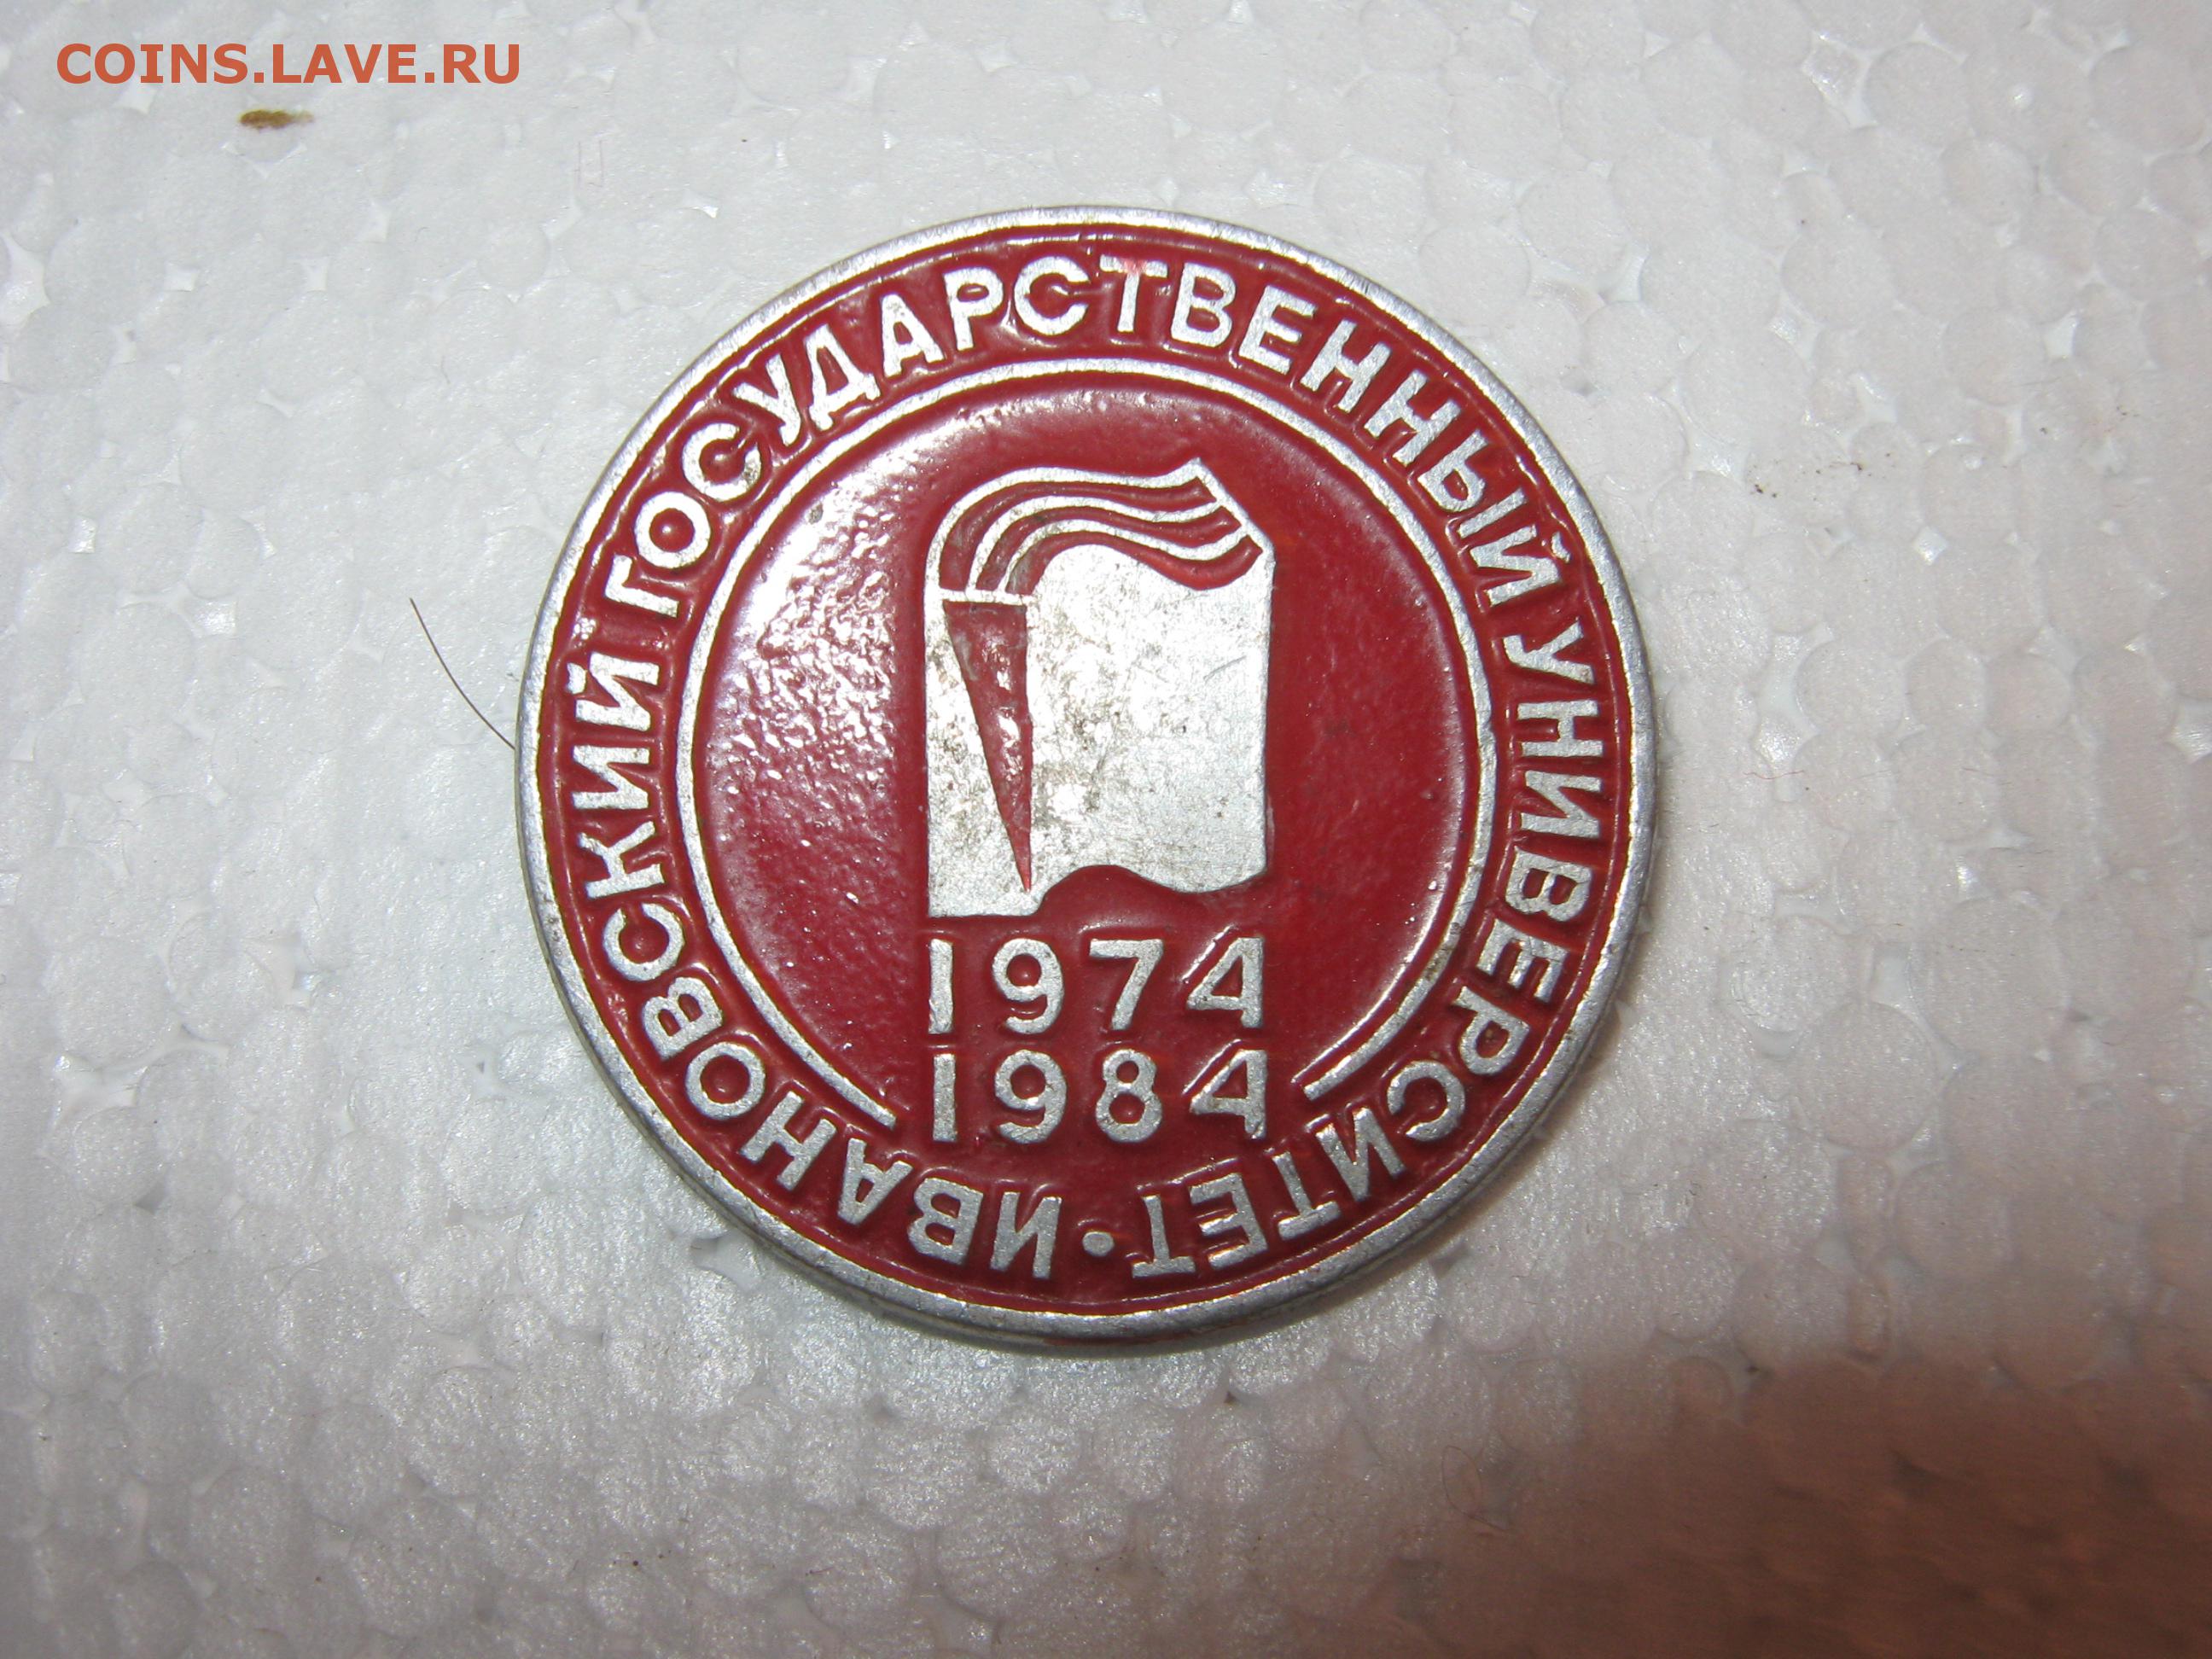 COINS.LAVE.RU
ИВАНОВСКИЙ ГОСУДАРСТВЕННЫЙ УНИВЕРСИТЕТ •
1974
1984